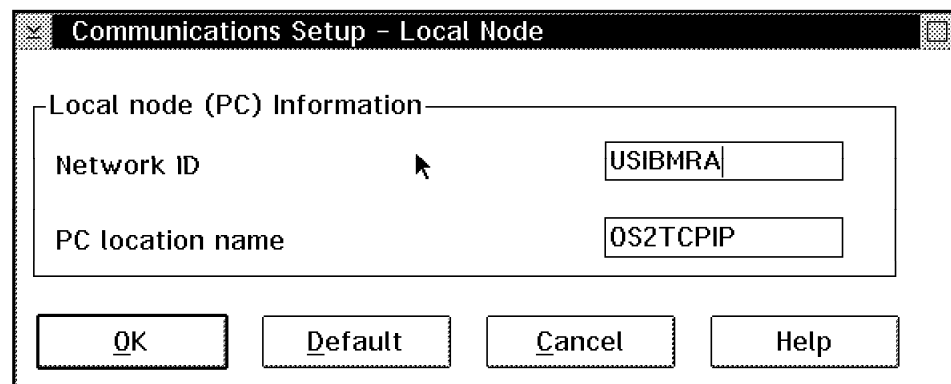 Communications Setup - Local Node
Local node (PC) Information
Network ID USIBMRA
PC location name OS2TCPIP
OK Default Cancel Help